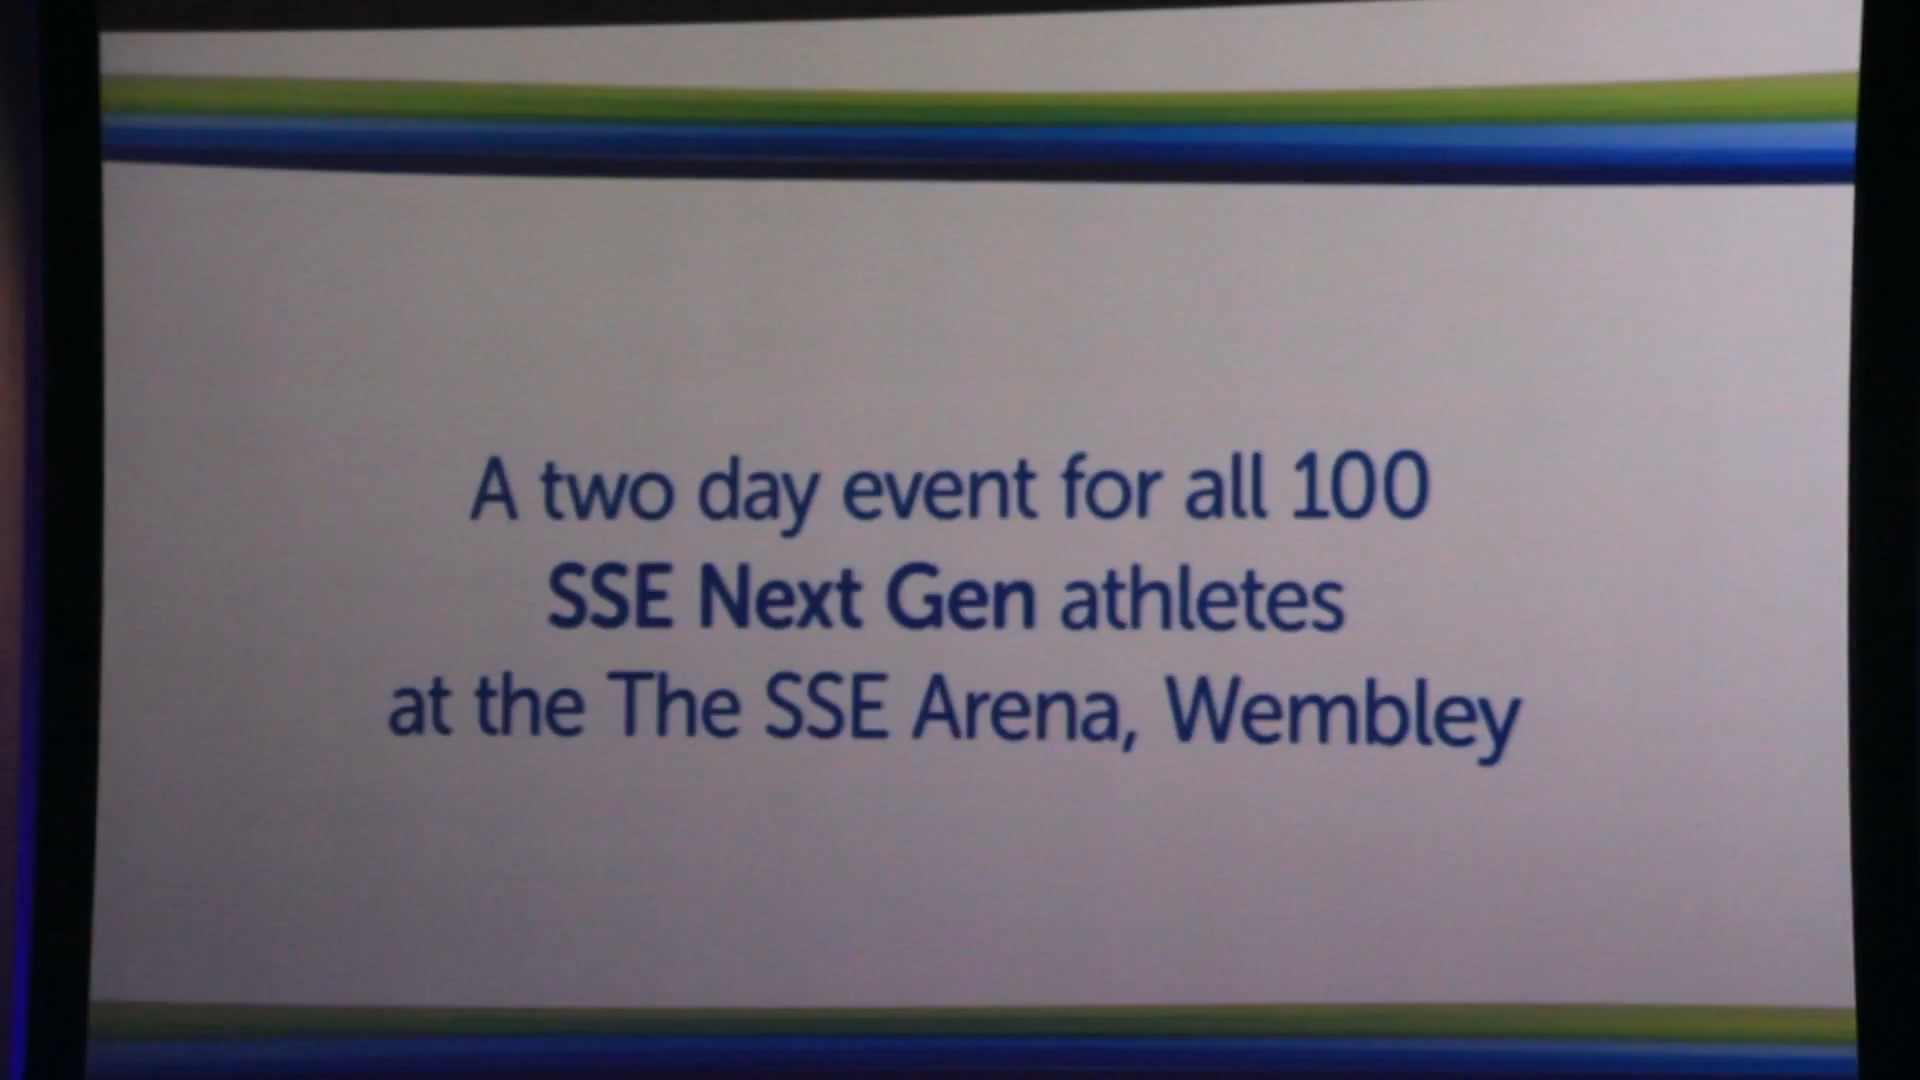 A two day event for all 100
SSE Next Gen athletes
at the The SSE Arena, Wembley